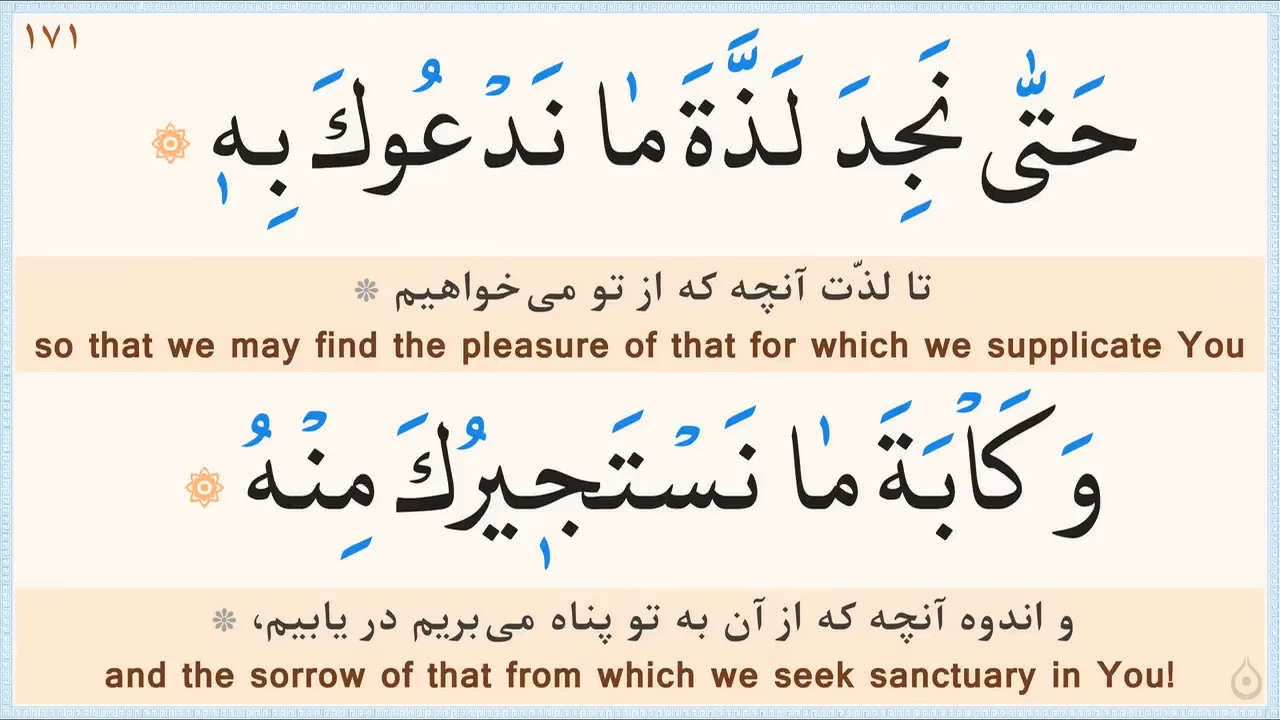 ۱۷۱
حَتّٰى نَجِدَ لَذَّةَ مٰا نَدْعُوكَ بِهٖ
تا لذّت آنچه که از تو می‌خواهیم
so that we may find the pleasure of that for which we supplicate You
وَ كَاْبَةَ مٰا نَسْتَجٖيرُكَ مِنْهُ
و اندوه آنچه که از آن به تو پناه می‌بریم در یابیم،
and the sorrow of that from which we seek sanctuary in You!